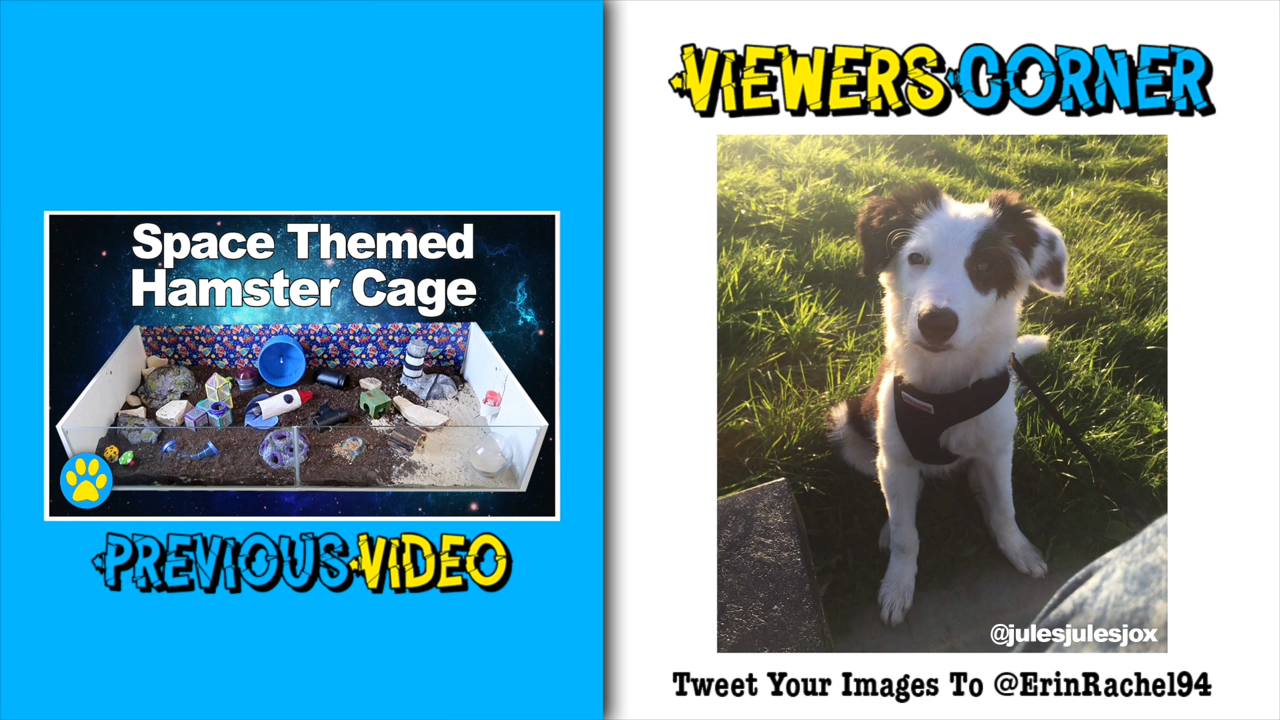 Space Themed
Hamster Cage
PREVIOUS VIDEO
VIEWERS CORNER
@julesjulesjox
Tweet Your Images To @ErinRachel94